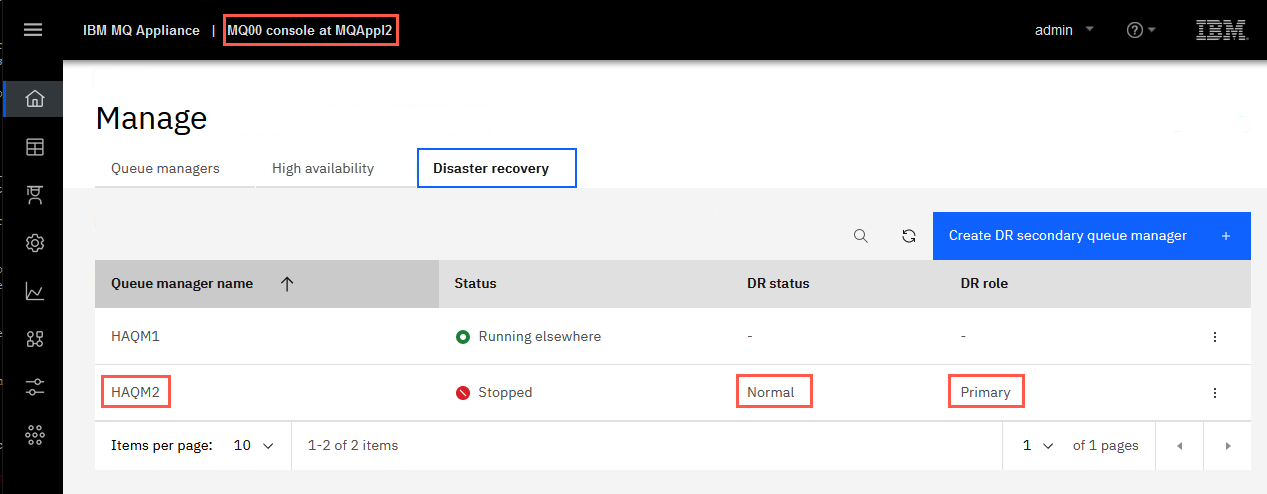 IBM MQ Appliance | MQ00 console at MQAppl2 admin IBM
Manage
Queue managers High availability Disaster recovery
Create DR secondary queue manager +
Queue manager name Status DR status DR role
HAQM1 Running elsewhere - -
HAQM2 Stopped Normal Primary
Items per page: 10 1-2 of 2 items 1 of 1 pages